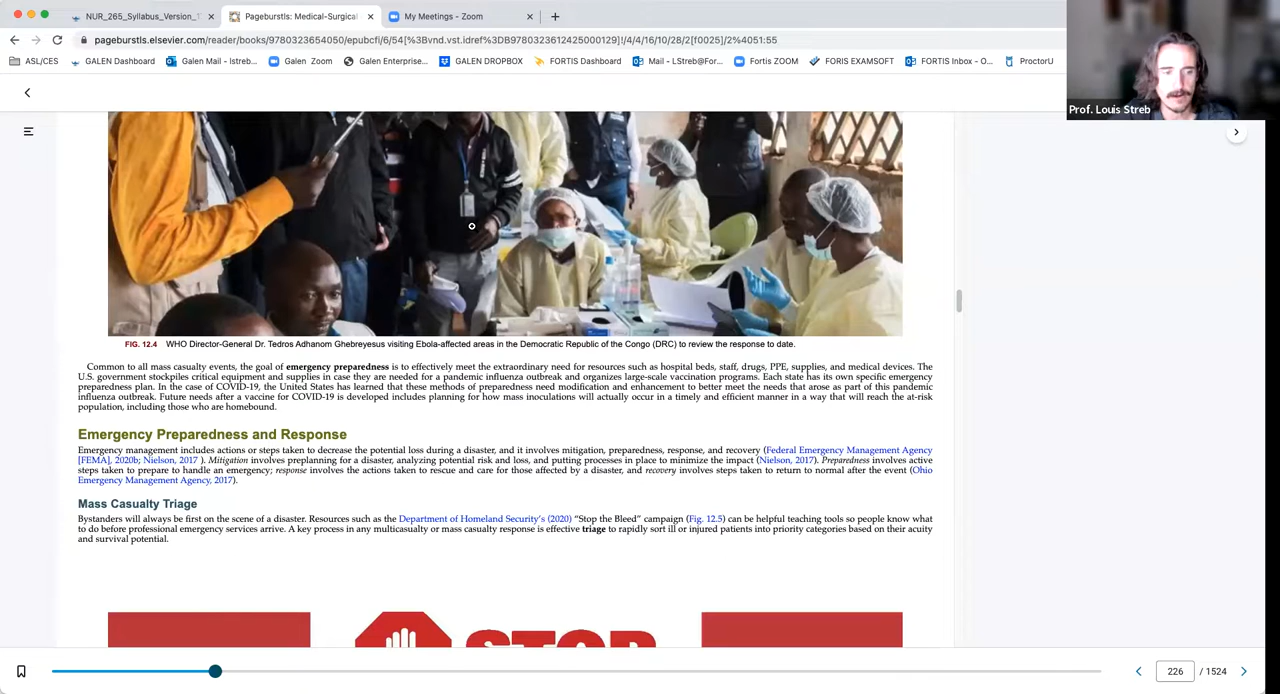 NUR_265_Syllabus_Version_1
Pageburstls: Medical-Surgical
My Meetings - Zoom
pageburstls.elsevier.com/reader/books/9780323654050/epubcfi/6/54[%3Bvnd.vst.idref%3DB9780323612425000129]!/4/4/16/10/28/2[f0025]/2%4051:55
ASL/CES GALEN Dashboard Galen Mail - lstreb... Galen Zoom Galen Enterprise... GALEN DROPBOX FORTIS Dashboard Mail - LStreb@For... Fortis ZOOM FORIS EXAMSOFT FORTIS Inbox - O... ProctorU
Prof. Louis Streb
FIG. 12.4 WHO Director-General Dr. Tedros Adhanom Ghebreyesus visiting Ebola-affected areas in the Democratic Republic of the Congo (DRC) to review the response to date.
Common to all mass casualty events, the goal of emergency preparedness is to effectively meet the extraordinary need for resources such as hospital beds, staff, drugs, PPE, supplies, and medical devices. The
U.S. government stockpiles critical equipment and supplies in case they are needed for a pandemic influenza outbreak and organizes large-scale vaccination programs. Each state has its own specific emergency
preparedness plan. In the case of COVID-19, the United States has learned that these methods of preparedness need modification and enhancement to better meet the needs that arose as part of this pandemic
influenza outbreak. Future needs after a vaccine for COVID-19 is developed includes planning for how mass inoculations will actually occur in a timely and efficient manner in a way that will reach the at-risk
population, including those who are homebound.
Emergency Preparedness and Response
Emergency management includes actions or steps taken to decrease the potential loss during a disaster, and it involves mitigation, preparedness, response, and recovery (Federal Emergency Management Agency
[FEMA], 2020b; Nielson, 2017 ). Mitigation involves preplanning for a disaster, analyzing potential risk and loss, and putting processes in place to minimize the impact (Nielson, 2017). Preparedness involves active
steps taken to prepare to handle an emergency; response involves the actions taken to rescue and care for those affected by a disaster, and recovery involves steps taken to return to normal after the event (Ohio
Emergency Management Agency, 2017).
Mass Casualty Triage
Bystanders will always be first on the scene of a disaster. Resources such as the Department of Homeland Security's (2020) "Stop the Bleed" campaign (Fig. 12.5) can be helpful teaching tools so people know what
to do before professional emergency services arrive. A key process in any multicasualty or mass casualty response is effective triage to rapidly sort ill or injured patients into priority categories based on their acuity
and survival potential.
STOP
226 / 1524